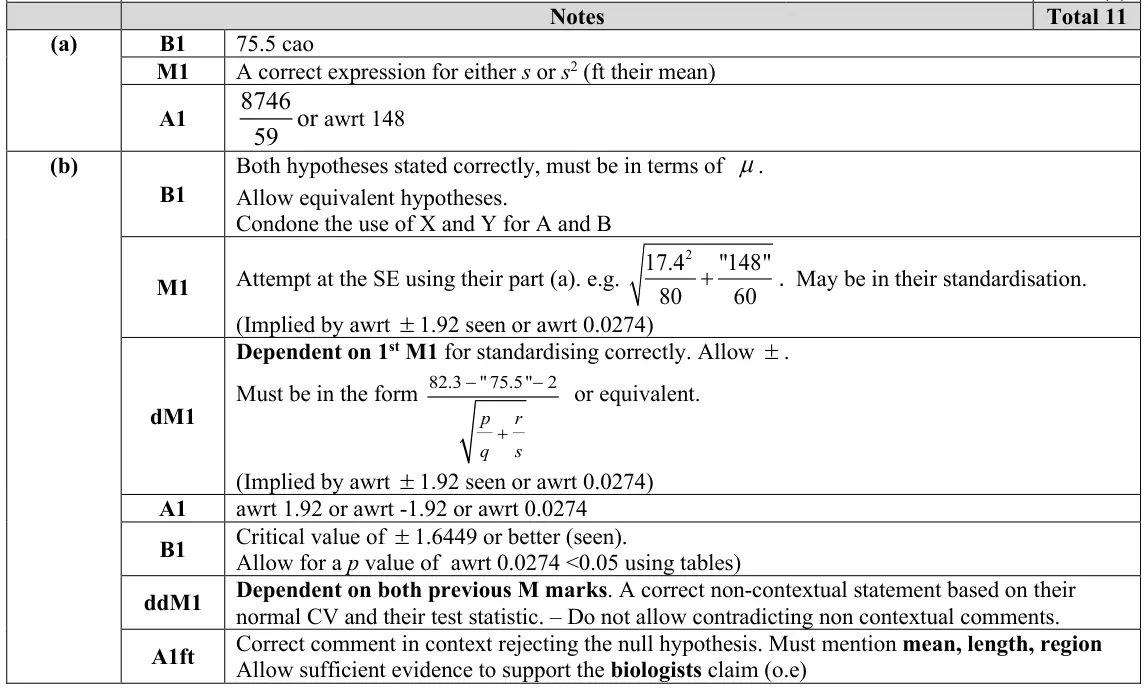 Notes Total 11
(a) B1 75.5 cao
M1 A correct expression for either s or s² (ft their mean)
A1 8746/59 or awrt 148
(b) B1 Both hypotheses stated correctly, must be in terms of μ.
Allow equivalent hypotheses.
Condone the use of X and Y for A and B
M1 Attempt at the SE using their part (a). e.g. √(17.4²/80 + "148"/60). May be in their standardisation.
(Implied by awrt ± 1.92 seen or awrt 0.0274)
dM1 Dependent on 1st M1 for standardising correctly. Allow ±.
Must be in the form (82.3 − "75.5" − 2)/√(p/q + r/s) or equivalent.
(Implied by awrt ± 1.92 seen or awrt 0.0274)
A1 awrt 1.92 or awrt -1.92 or awrt 0.0274
B1 Critical value of ± 1.6449 or better (seen).
Allow for a p value of awrt 0.0274 <0.05 using tables)
ddM1 Dependent on both previous M marks. A correct non-contextual statement based on their
normal CV and their test statistic. – Do not allow contradicting non contextual comments.
A1ft Correct comment in context rejecting the null hypothesis. Must mention mean, length, region
Allow sufficient evidence to support the biologists claim (o.e)